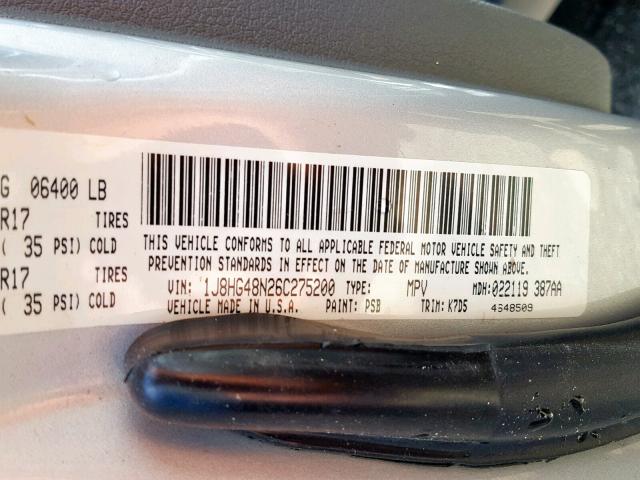 G 06400 LB
R17 TIRES
( 35 PSI) COLD
R17 TIRES
( 35 PSI) COLD
THIS VEHICLE CONFORMS TO ALL APPLICABLE FEDERAL MOTOR VEHICLE SAFETY AND THEFT
PREVENTION STANDARDS IN EFFECT ON THE DATE OF MANUFACTURE SHOWN ABOVE.
VIN: 1J8HG48N26C275200 TYPE: MPV MDH:022119 387AA
VEHICLE MADE IN U.S.A. PAINT: PSB TRIM: K7D5 4648509